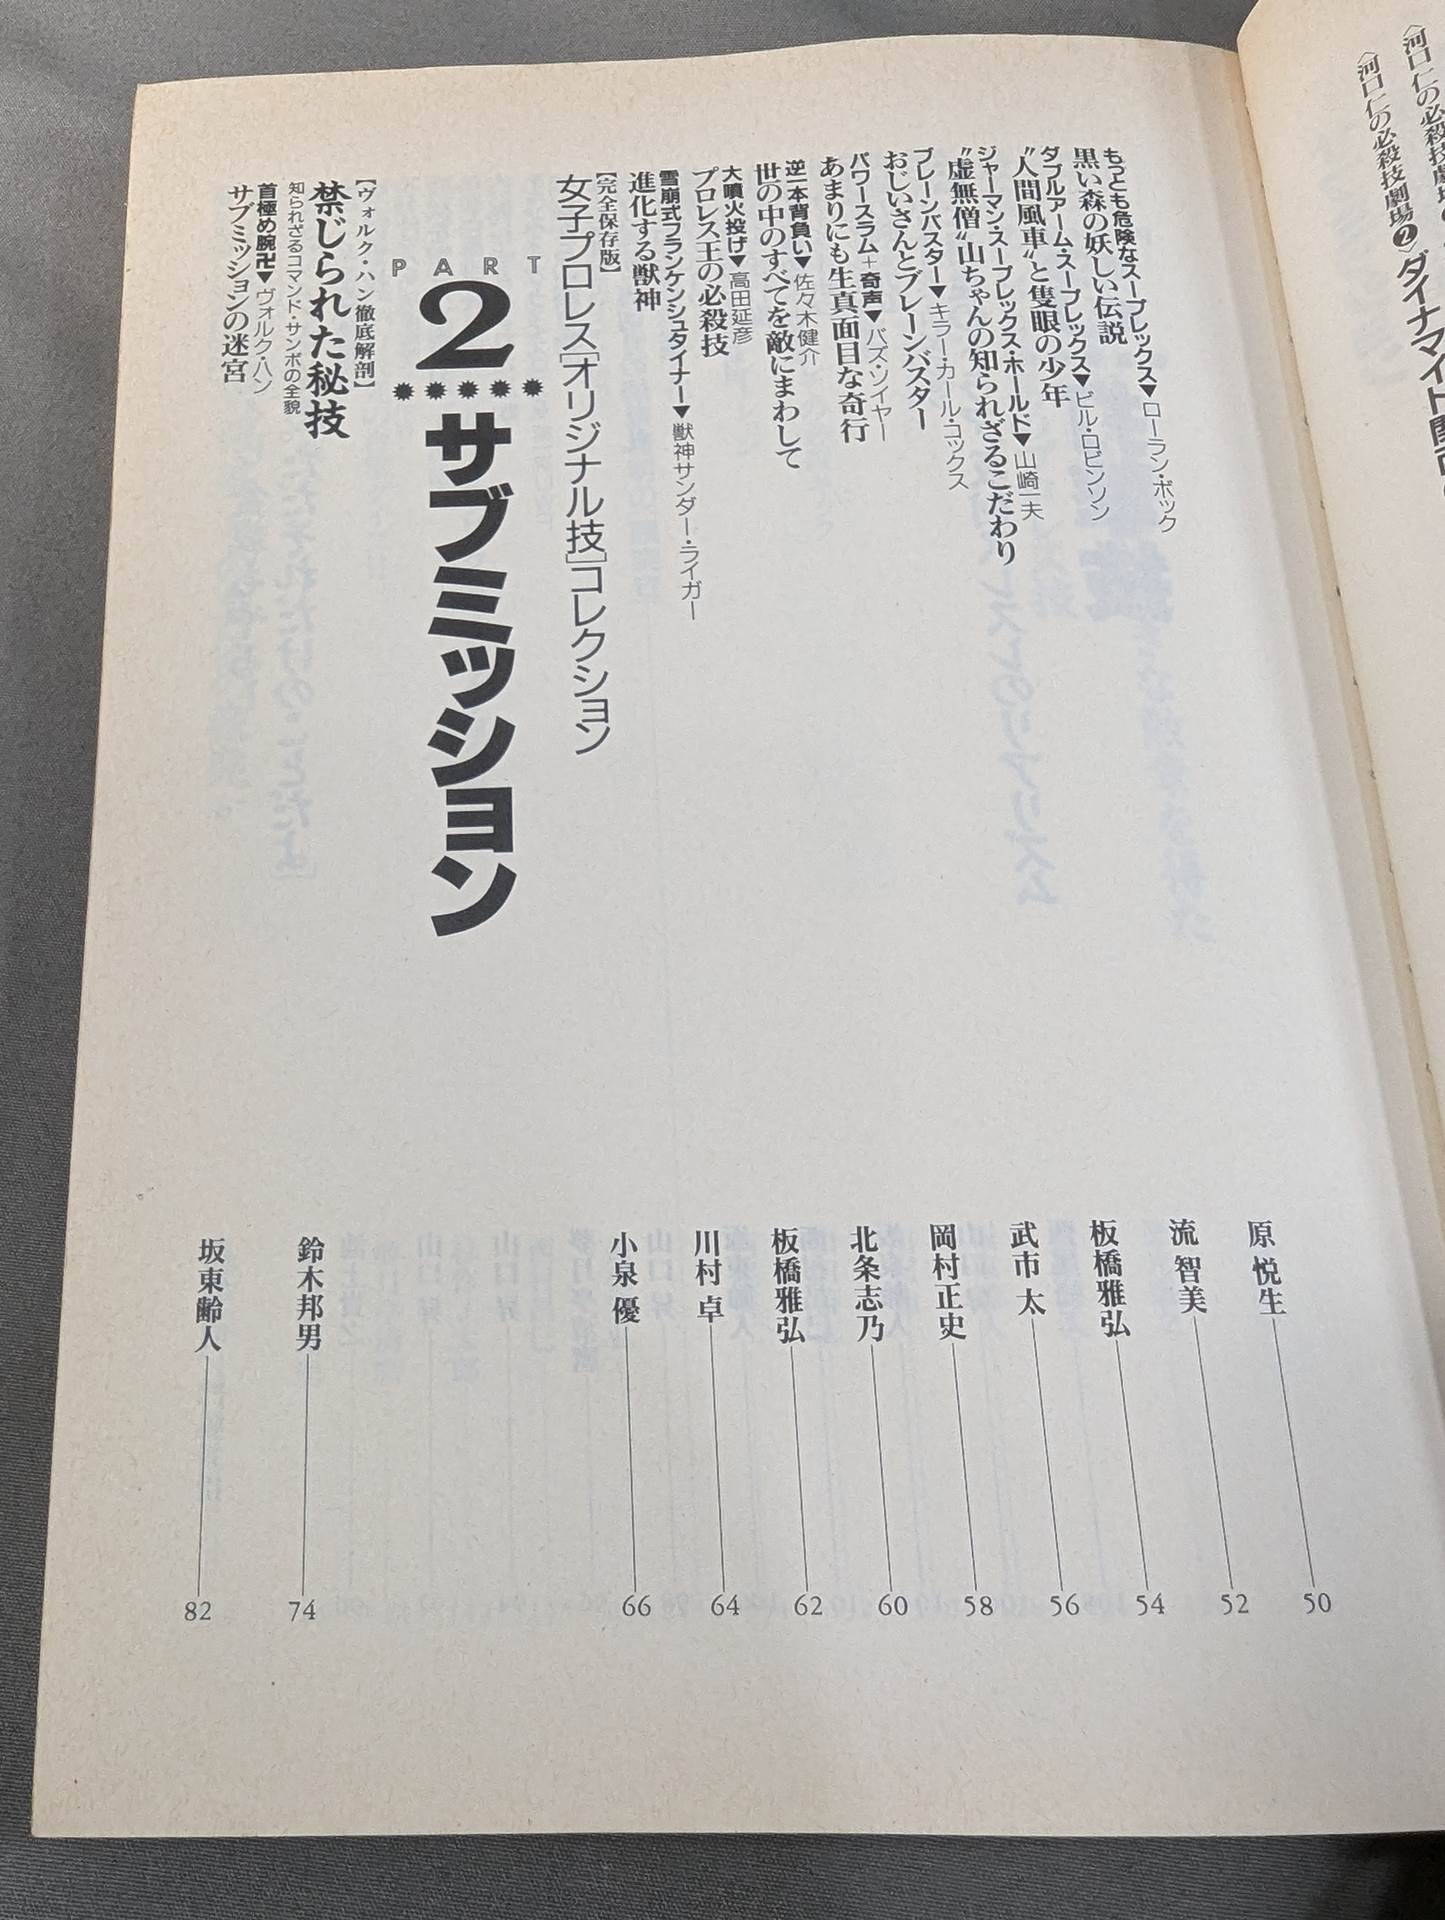 〈河口仁の必殺技劇場
〈河口仁の必殺技劇場❷〉ダイナマイト関西
もっとも危険なスープレックス▼ローラン・ボック
黒い森の妖しい伝説
原 悦生 50
ダブルアーム・スープレックス▼ビル・ロビンソン
〝人間風車〟と隻眼の少年
流 智美 52
ジャーマン・スープレックス・ホールド▼山崎一夫
〝虚無僧〟山ちゃんの知られざるこだわり
板橋雅弘 54
ブレーンバスター▼キラー・カール・コックス
おじいさんとブレーンバスター
武市 太 56
パワースラム＋奇声▼バズ・ソイヤー
あまりにも生真面目な奇行
岡村正史 58
逆一本背負い▼佐々木健介
世の中のすべてを敵にまわして
北条志乃 60
大噴火投げ▼高田延彦
プロレス王の必殺技
板橋雅弘 62
雪崩式フランケンシュタイナー▼獣神サンダー・ライガー
進化する獣神
川村 卓 64
【完全保存版】
女子プロレス［オリジナル技］コレクション
小泉 優 66
PART
2
サブミッション
【ヴォルク・ハン徹底解剖】
禁じられた秘技
知られざるコマンド・サンボの全貌
鈴木邦男 74
首極め腕卍▼ヴォルク・ハン
サブミッションの迷宮
坂東齢人 82